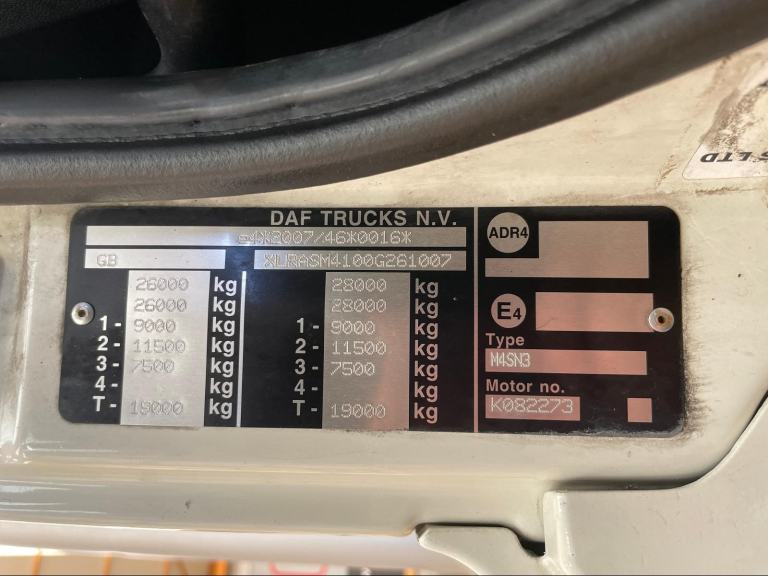 S LTD
DAF TRUCKS N.V.
e4*2007/46*0016*
GB XLRASM4100G261007
26000 kg 28000 kg
26000 kg 28000 kg
1- 9000 kg 1- 9000 kg
2- 11500 kg 2- 11500 kg
3- 7500 kg 3- 7500 kg
4- kg 4- kg
T- 19000 kg T- 19000 kg
ADR4
E4
Type
M4SN3
Motor no.
K082273